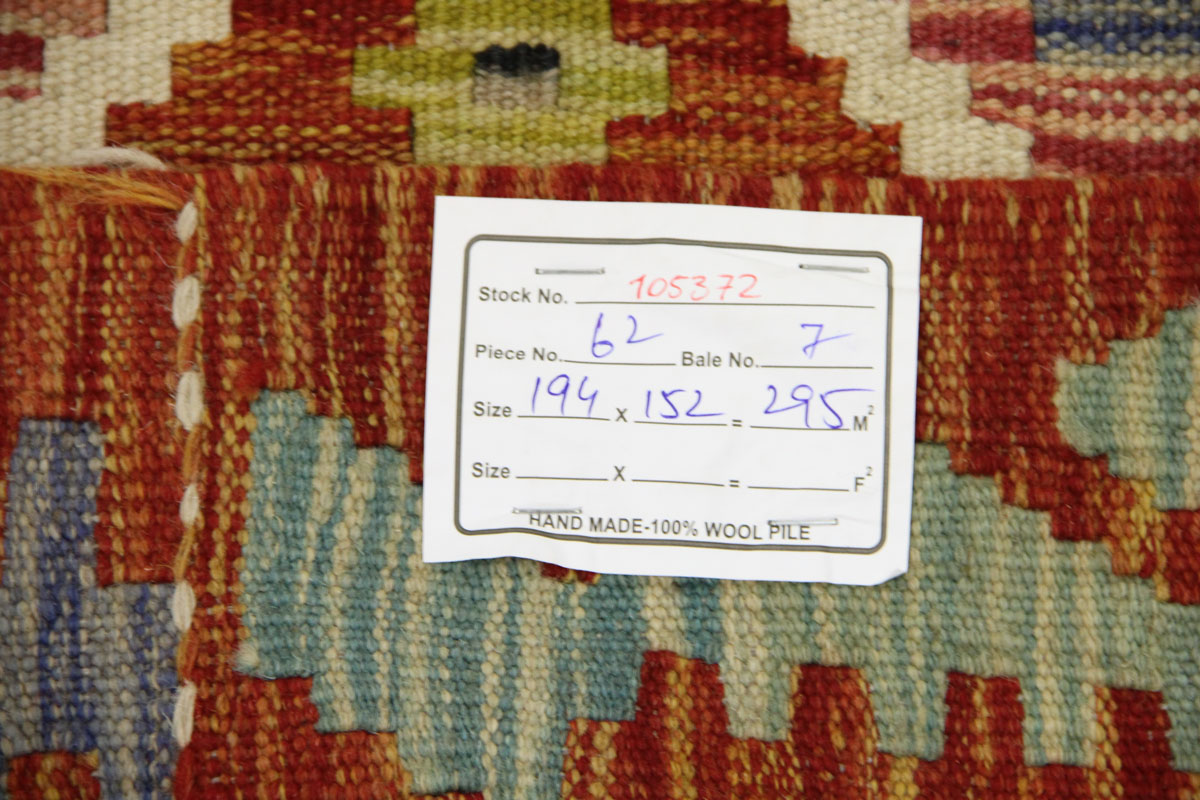 Stock No. 105372
Piece No. 62 Bale No. 7
Size 194 X 152 = 295 M²
Size X = F²
HAND MADE-100% WOOL PILE